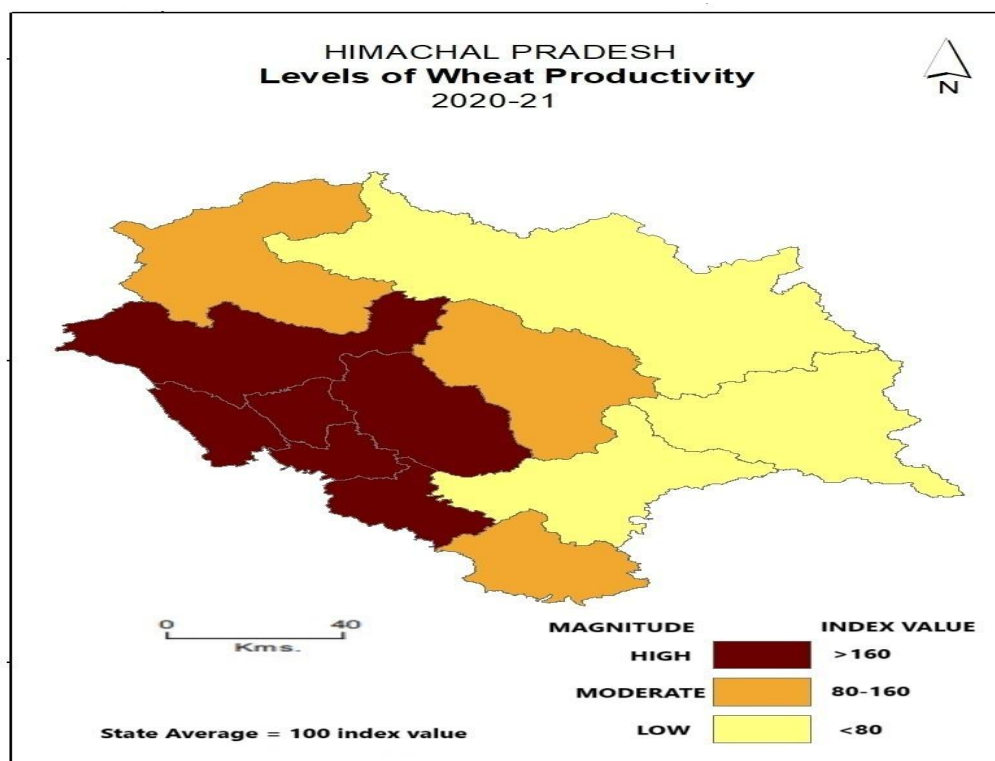 HIMACHAL PRADESH
Levels of Wheat Productivity
2020-21
N
0 40
Kms.
MAGNITUDE INDEX VALUE
HIGH >160
MODERATE 80-160
LOW <80
State Average = 100 index value